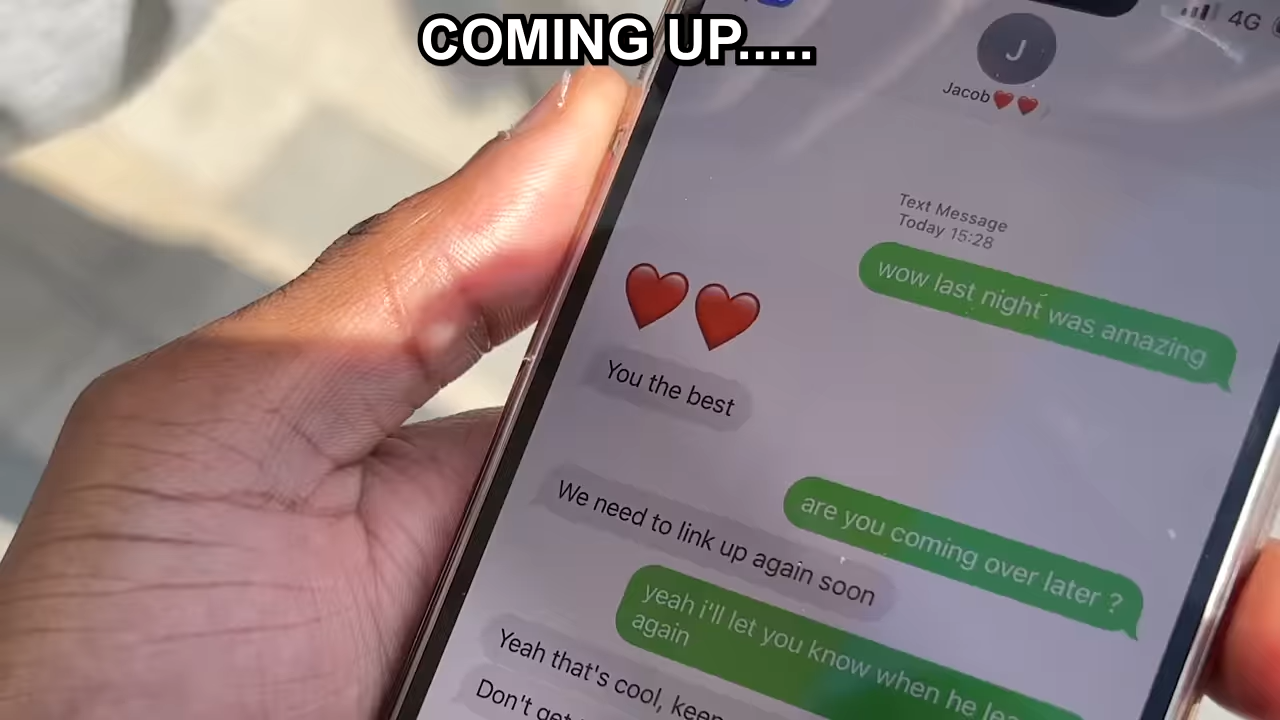 COMING UP.....
4G
J
Jacob❤️❤️
Text Message
Today 15:28
wow last night was amazing
❤️❤️
You the best
are you coming over later ?
We need to link up again soon
yeah i'll let you know when he
again
Yeah that's cool,
Don't